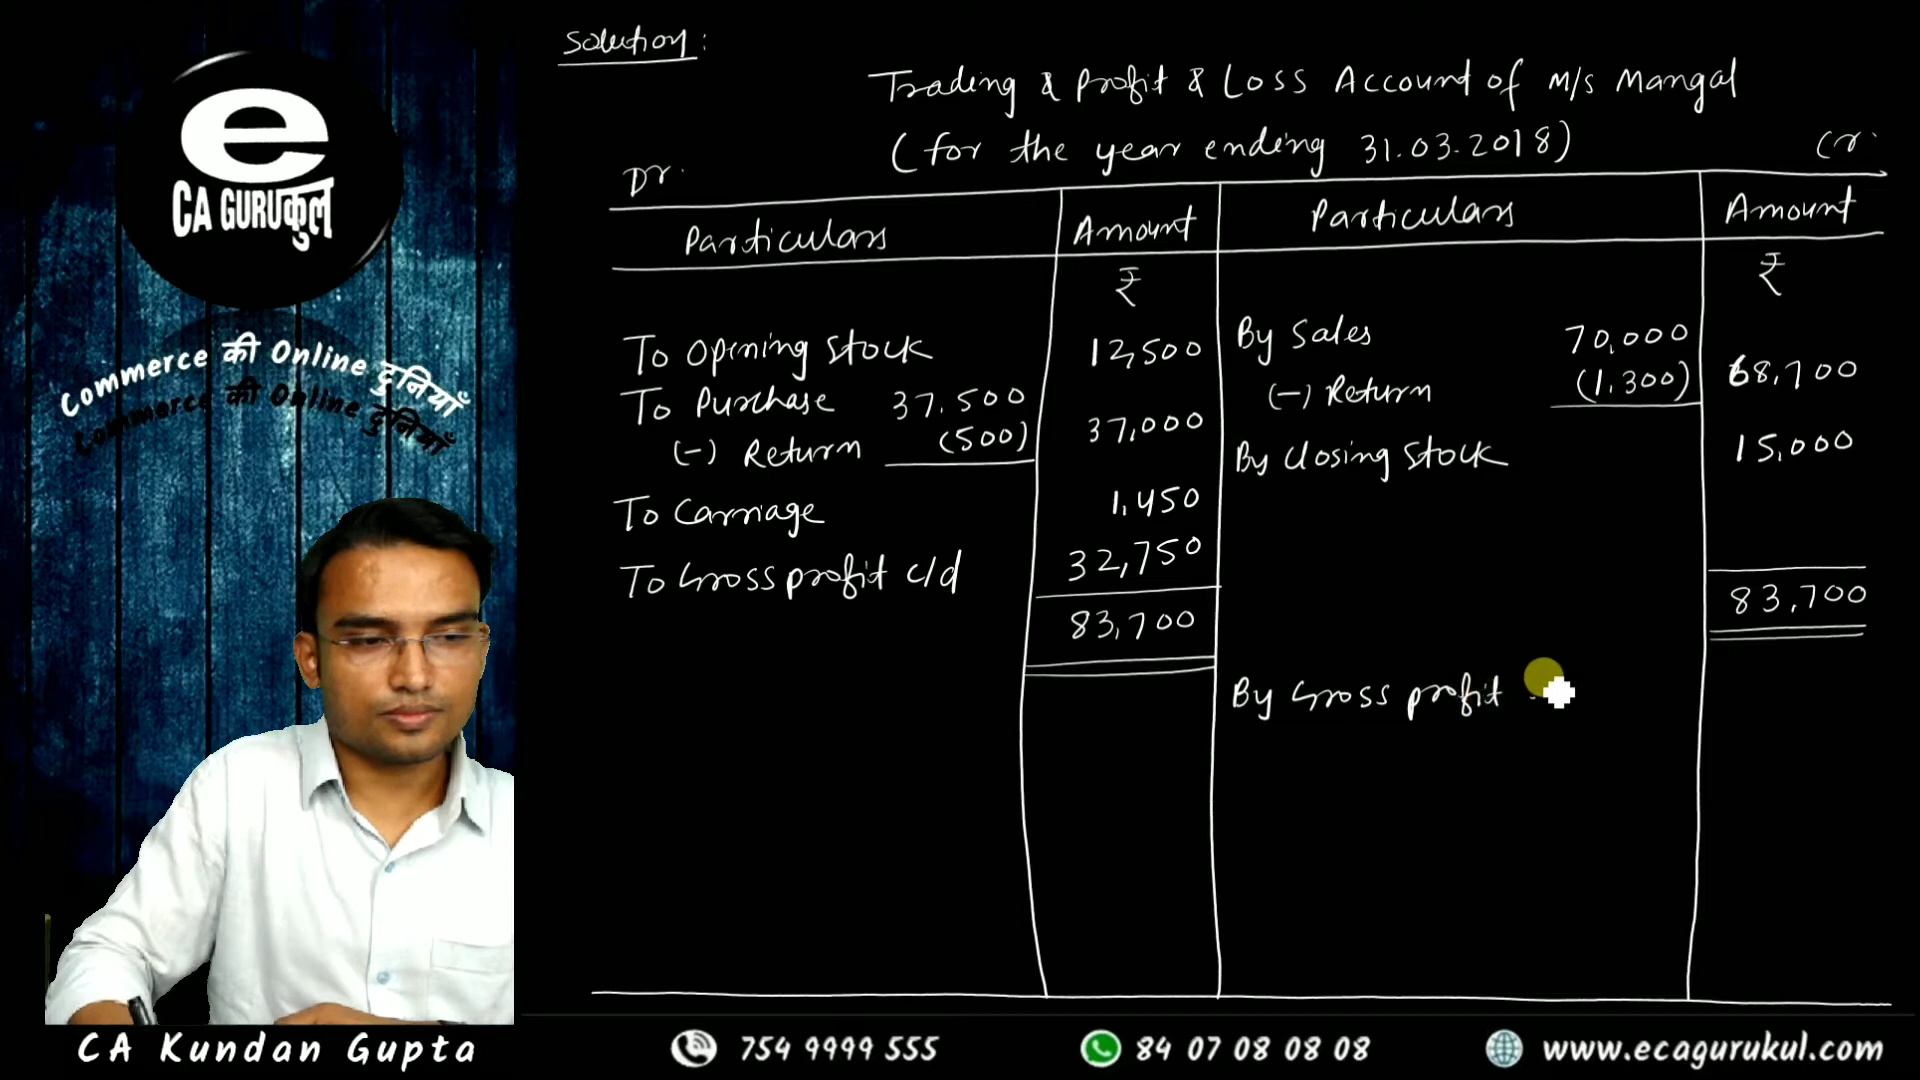 Solution:
Trading & Profit & Loss Account of M/s Mangal
(for the year ending 31.03.2018)
Dr. Cr.
Particulars Amount Particulars Amount
₹ ₹
To Opening Stock 12,500 By Sales 70,000
To Purchase 37,500 (-) Return (1,300) 68,700
(-) Return (500) 37,000
By Closing Stock 15,000
To Carriage 1,450
To Gross profit c/d 32,750
83,700 83,700
By Gross profit
e
CA GURUकुल
Commerce की Online दुनियाँ
CA Kundan Gupta 754 9999 555 84 07 08 08 08 www.ecagurukul.com